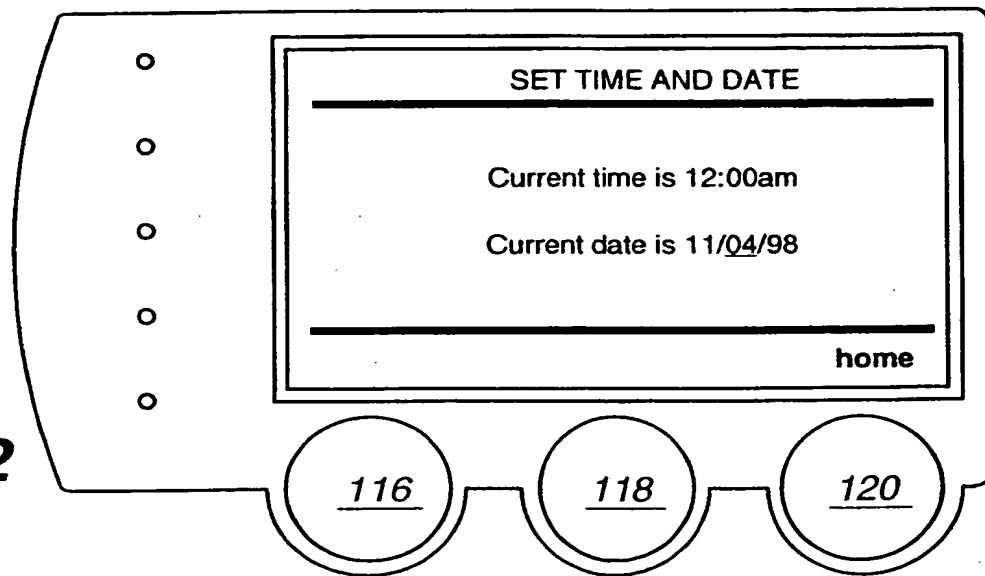 SET TIME AND DATE
Current time is 12:00am
Current date is 11/04/98
home
2
116 118 120